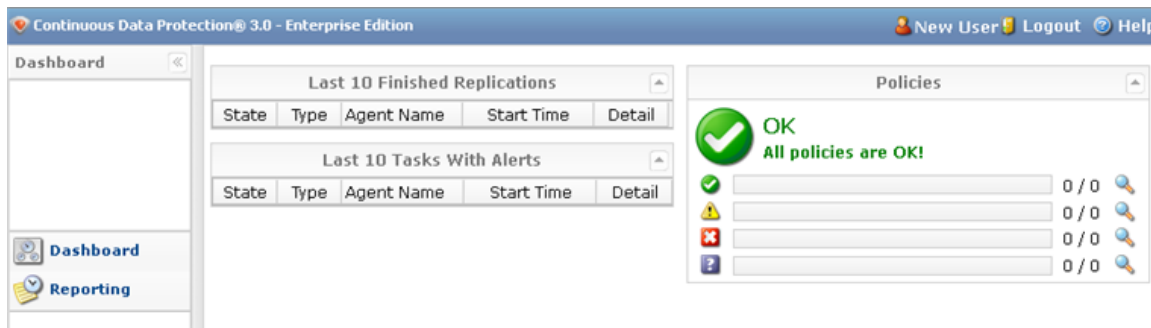 Continuous Data Protection® 3.0 - Enterprise Edition
New User Logout Help
Dashboard
Last 10 Finished Replications
State Type Agent Name Start Time Detail
Last 10 Tasks With Alerts
State Type Agent Name Start Time Detail
Policies
OK
All policies are OK!
0 / 0
0 / 0
0 / 0
0 / 0
Dashboard
Reporting